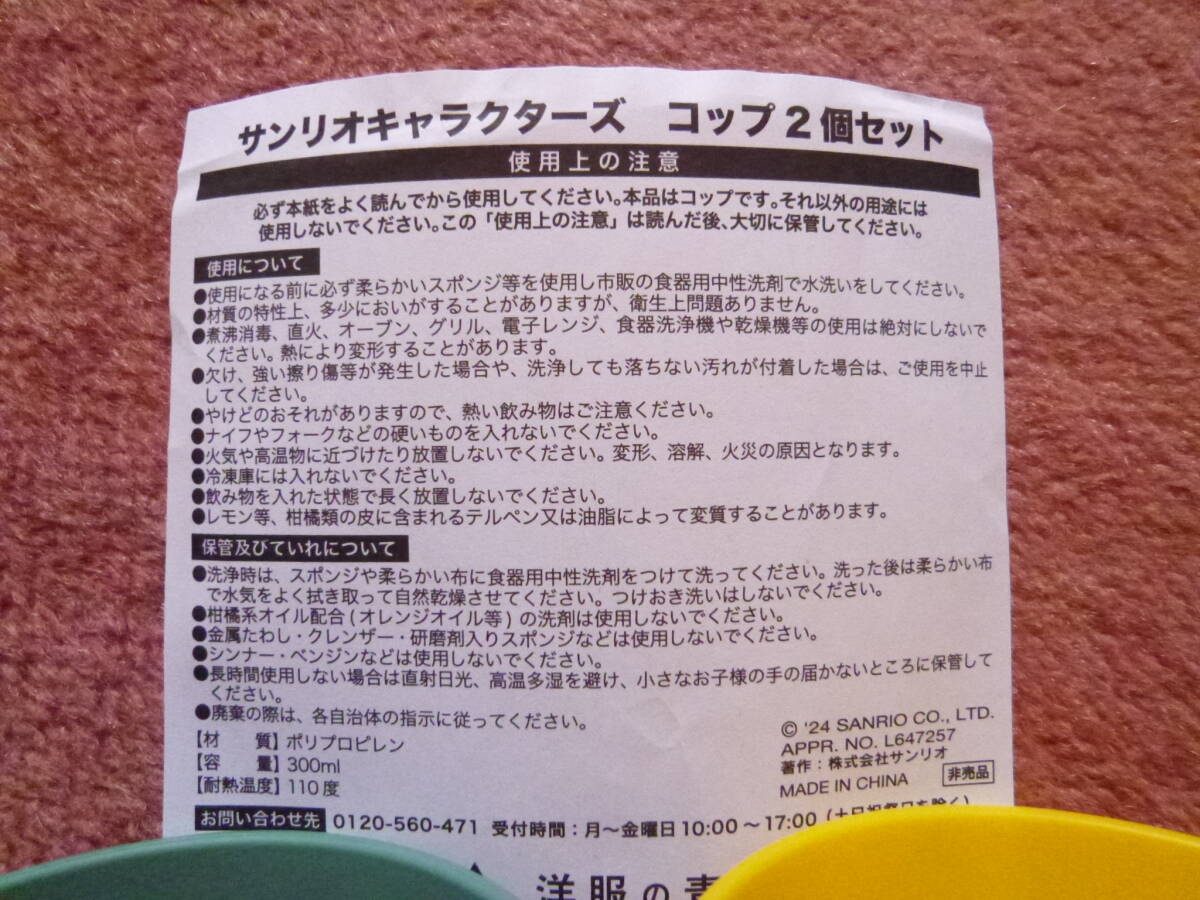 サンリオキャラクターズ　コップ2個セット
使用上の注意
必ず本紙をよく読んでから使用してください。本品はコップです。それ以外の用途には
使用しないでください。この「使用上の注意」は読んだ後、大切に保管してください。
使用について
●使用になる前に必ず柔らかいスポンジ等を使用し市販の食器用中性洗剤で水洗いをしてください。
●材質の特性上、多少においがすることがありますが、衛生上問題ありません。
●煮沸消毒、直火、オーブン、グリル、電子レンジ、食器洗浄機や乾燥機等の使用は絶対にしないで
ください。熱により変形することがあります。
●欠け、強い擦り傷等が発生した場合や、洗浄しても落ちない汚れが付着した場合は、ご使用を中止
してください。
●やけどのおそれがありますので、熱い飲み物はご注意ください。
●ナイフやフォークなどの硬いものを入れないでください。
●火気や高温物に近づけたり放置しないでください。変形、溶解、火災の原因となります。
●冷凍庫には入れないでください。
●飲み物を入れた状態で長く放置しないでください。
●レモン等、柑橘類の皮に含まれるテルペン又は油脂によって変質することがあります。
保管及びていれについて
●洗浄時は、スポンジや柔らかい布に食器用中性洗剤をつけて洗ってください。洗った後は柔らかい布
で水気をよく拭き取って自然乾燥させてください。つけおき洗いはしないでください。
●柑橘系オイル配合(オレンジオイル等)の洗剤は使用しないでください。
●金属たわし・クレンザー・研磨剤入りスポンジなどは使用しないでください。
●シンナー・ベンジンなどは使用しないでください。
●長時間使用しない場合は直射日光、高温多湿を避け、小さなお子様の手の届かないところに保管して
ください。
●廃棄の際は、各自治体の指示に従ってください。
【材　質】ポリプロピレン
【容　量】300ml
【耐熱温度】110度
© '24 SANRIO CO., LTD.
APPR. NO. L647257
著作：株式会社サンリオ
MADE IN CHINA 非売品
お問い合わせ先 0120-560-471 受付時間：月〜金曜日10:00〜17:00（土日祝祭日を除く）
洋服の青